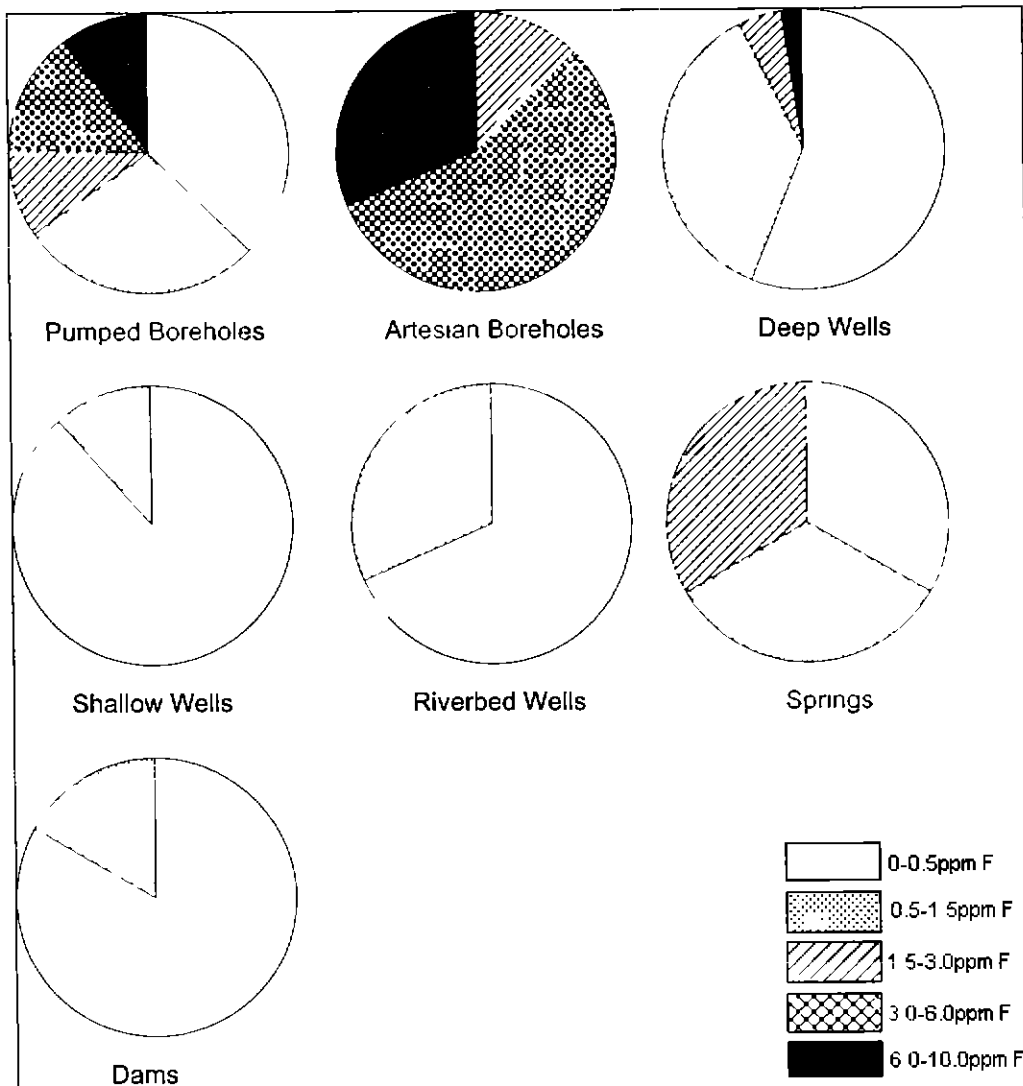 Pumped Boreholes
Artesian Boreholes
Deep Wells
Shallow Wells
Riverbed Wells
Springs
Dams
0-0.5ppm F
0.5-1 5ppm F
1 5-3.0ppm F
3 0-6.0ppm F
6 0-10.0ppm F